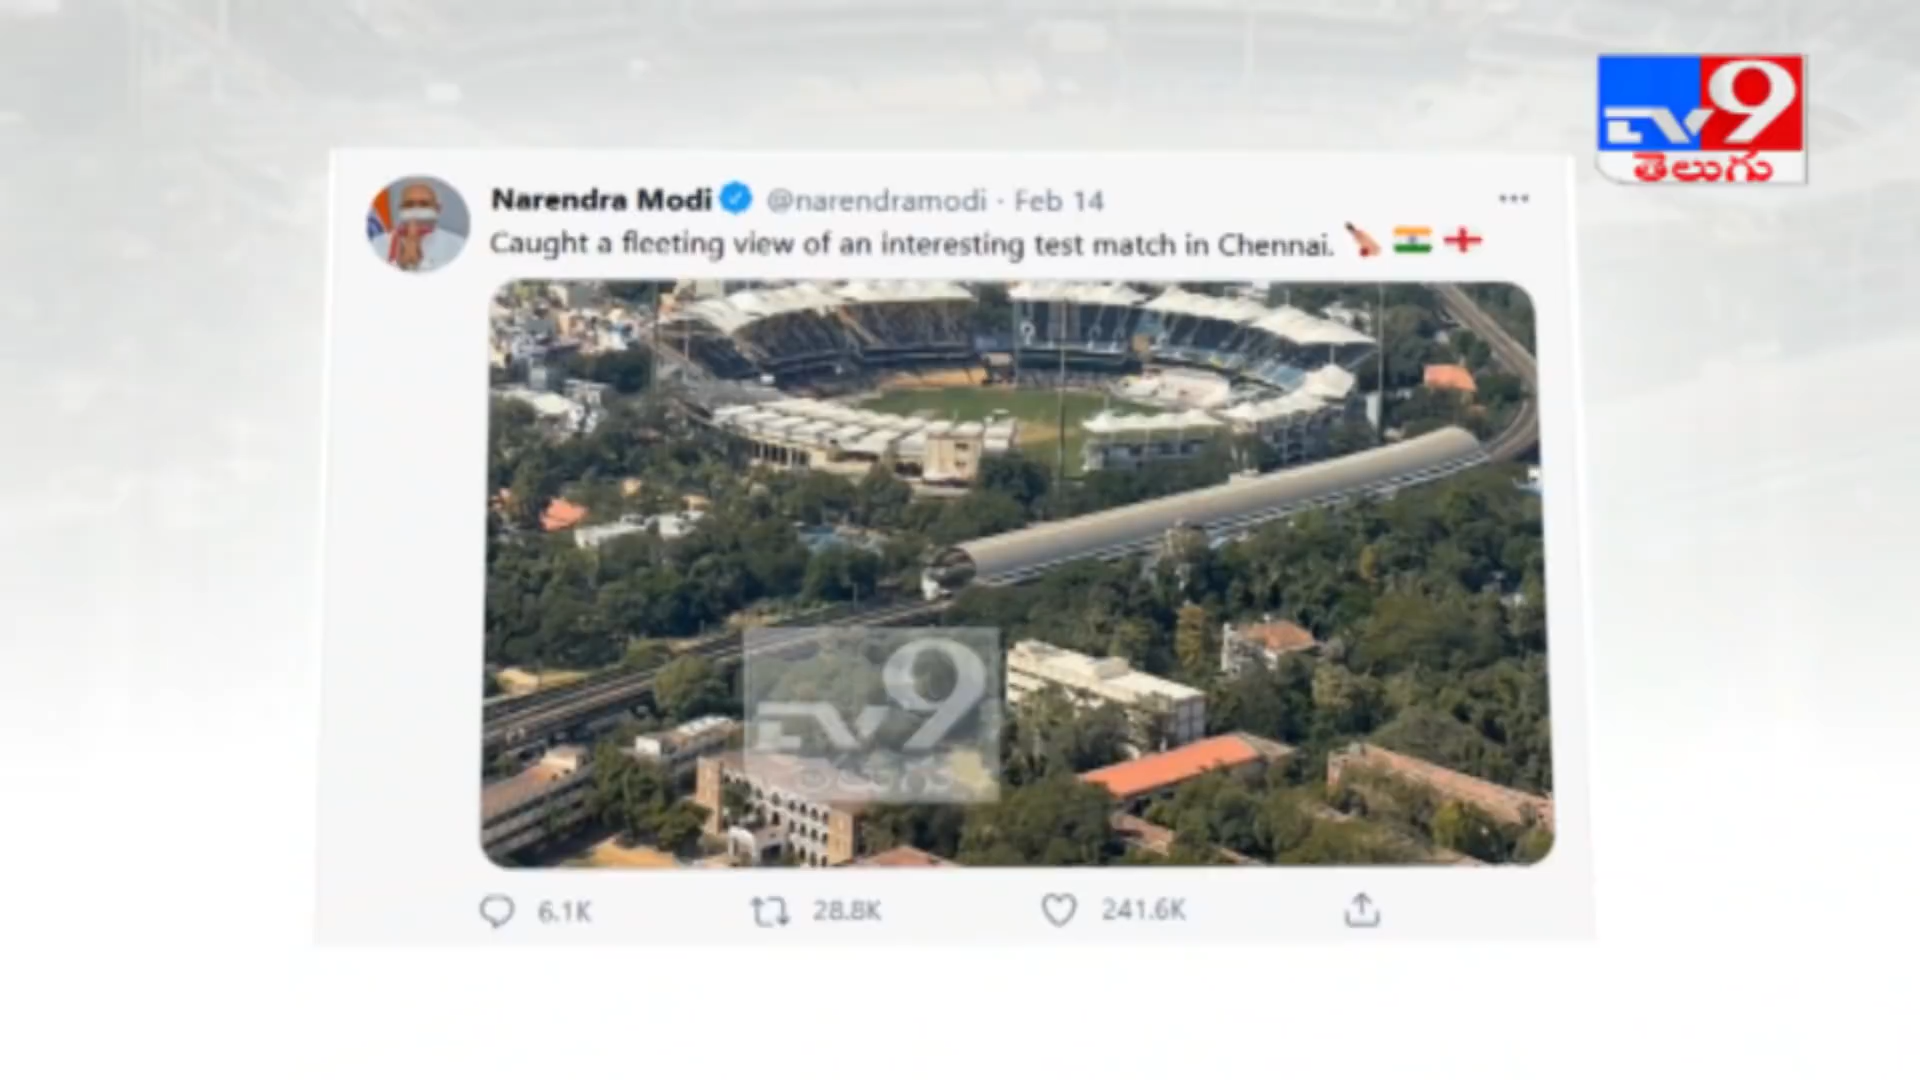 TV9
తెలుగు
Narendra Modi @narendramodi · Feb 14
Caught a fleeting view of an interesting test match in Chennai. 🏏 🇮🇳 🏴󠁧󠁢󠁥󠁮󠁧󠁿
TV9
తెలుగు
6.1K 28.8K 241.6K